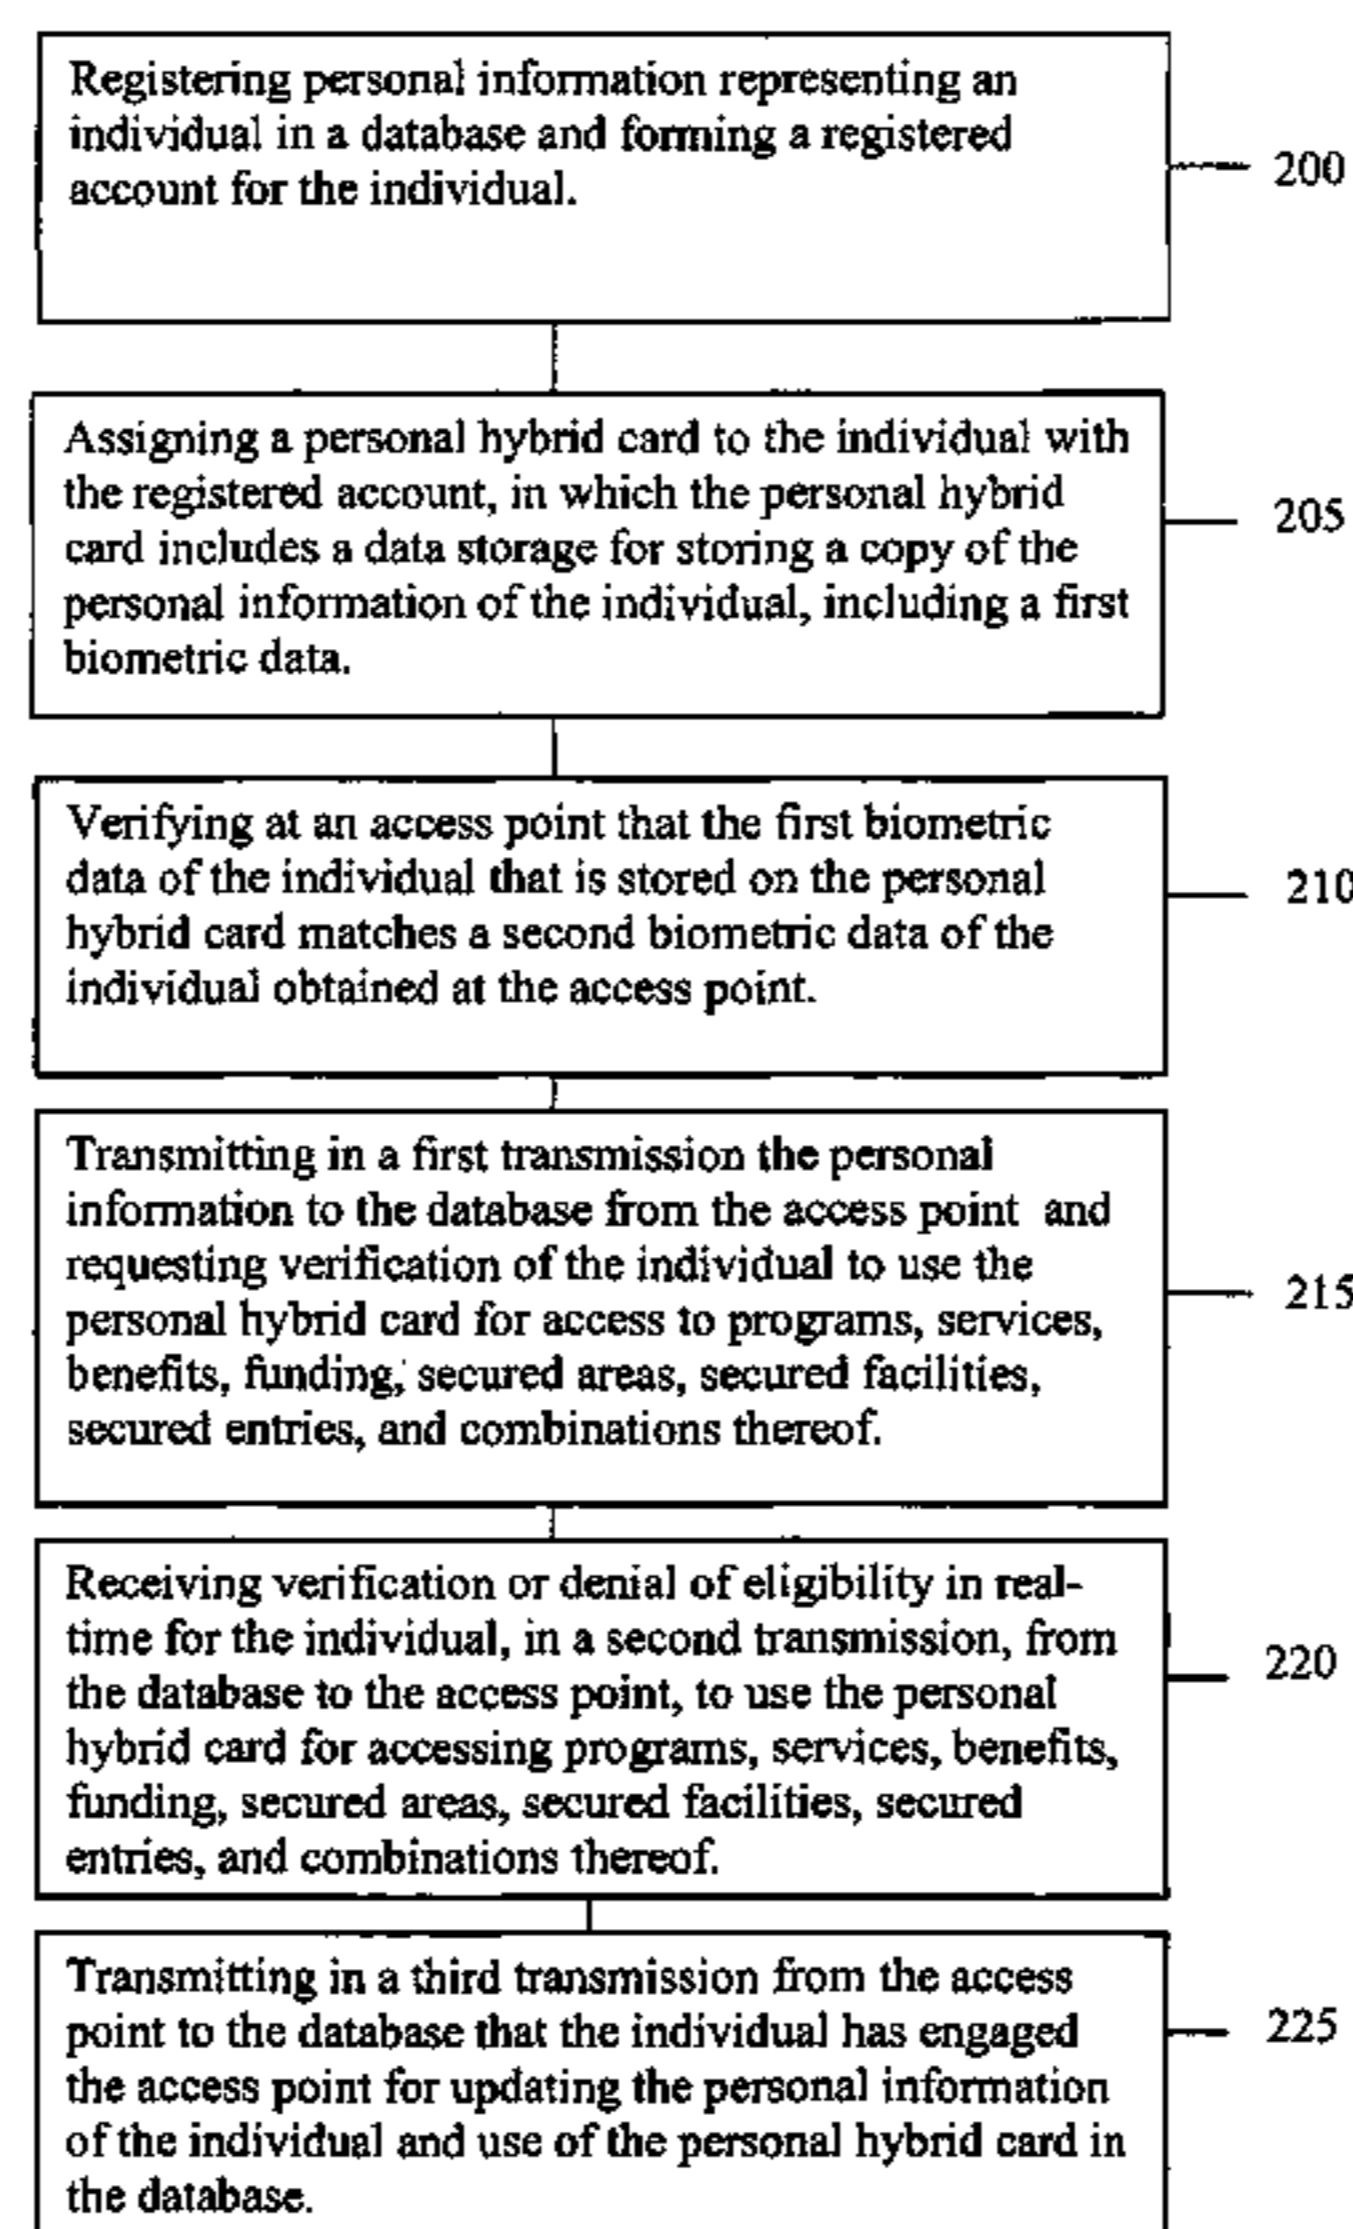 Registering personal information representing an
individual in a database and forming a registered
account for the individual.
200
Assigning a personal hybrid card to the individual with
the registered account, in which the personal hybrid
card includes a data storage for storing a copy of the
personal information of the individual, including a first
biometric data.
205
Verifying at an access point that the first biometric
data of the individual that is stored on the personal
hybrid card matches a second biometric data of the
individual obtained at the access point.
210
Transmitting in a first transmission the personal
information to the database from the access point and
requesting verification of the individual to use the
personal hybrid card for access to programs, services,
benefits, funding, secured areas, secured facilities,
secured entries, and combinations thereof.
215
Receiving verification or denial of eligibility in real-
time for the individual, in a second transmission, from
the database to the access point, to use the personal
hybrid card for accessing programs, services, benefits,
funding, secured areas, secured facilities, secured
entries, and combinations thereof.
220
Transmitting in a third transmission from the access
point to the database that the individual has engaged
the access point for updating the personal information
of the individual and use of the personal hybrid card in
the database.
225